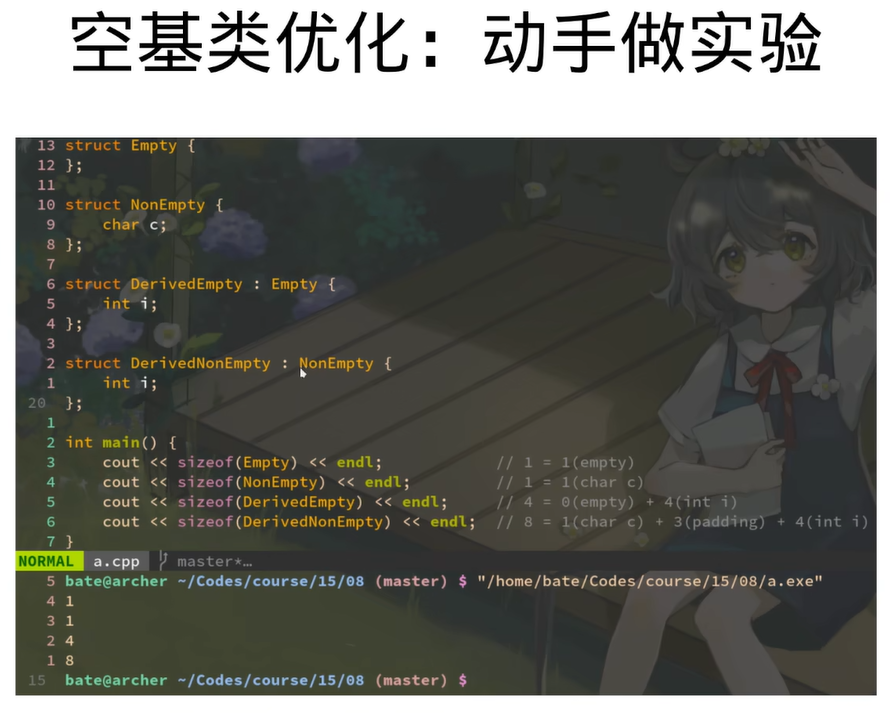 空基类优化：动手做实验
13 struct Empty {
12 };
11
10 struct NonEmpty {
9     char c;
8 };
7
6 struct DerivedEmpty : Empty {
5     int i;
4 };
3
2 struct DerivedNonEmpty : NonEmpty {
1     int i;
20 };
1
2 int main() {
3     cout << sizeof(Empty) << endl;            // 1 = 1(empty)
4     cout << sizeof(NonEmpty) << endl;         // 1 = 1(char c)
5     cout << sizeof(DerivedEmpty) << endl;     // 4 = 0(empty) + 4(int i)
6     cout << sizeof(DerivedNonEmpty) << endl;  // 8 = 1(char c) + 3(padding) + 4(int i)
7 }
NORMAL a.cpp master*…
5 bate@archer ~/Codes/course/15/08 (master) $ "/home/bate/Codes/course/15/08/a.exe"
4 1
3 1
2 4
1 8
15 bate@archer ~/Codes/course/15/08 (master) $